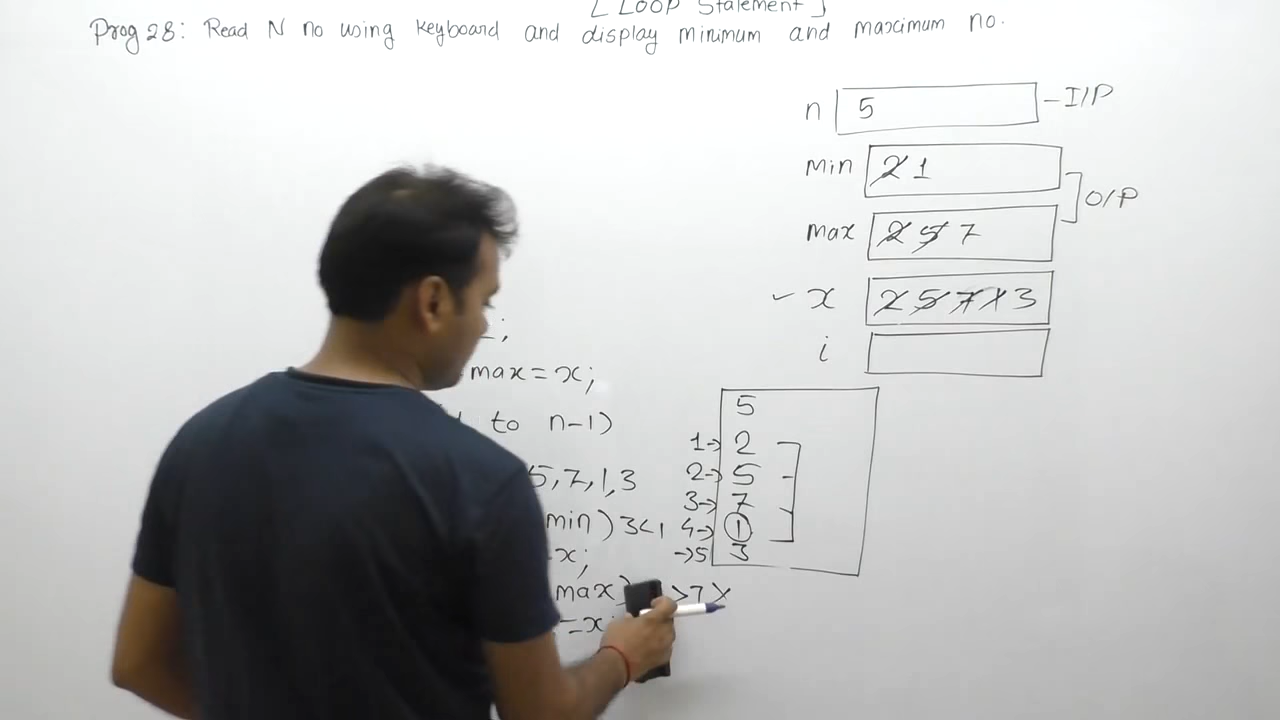 [ Loop Statement ]
Prog 28: Read N no using keyboard and display minimum and maximum no.
n 5 - I/P
min 2 1
O/P
max 2 5 7
x 2 5 7 1 3
i
;
max = x;
to n-1)
5
1→ 2
5,7,1,3
2→ 5
3→ 7
min) 3<1
4→ 1
x;
→5 3
max) >7 x
=x;